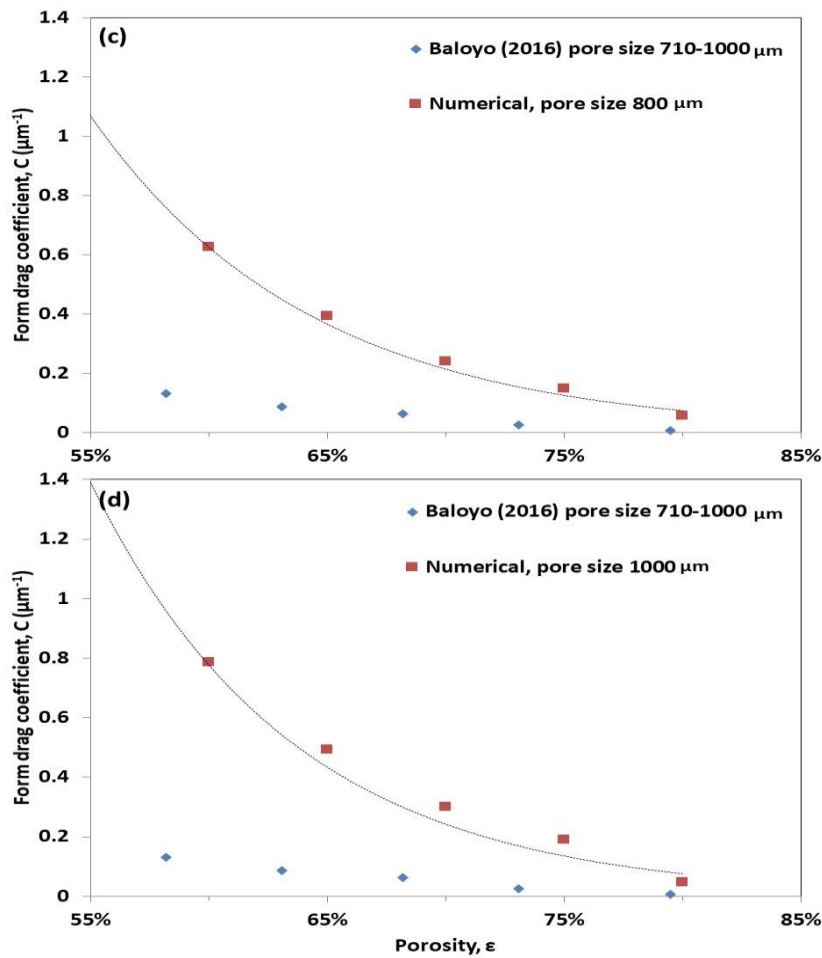 (c)
1.4
1.2
1
0.8
0.6
0.4
0.2
0
Form drag coefficient, C (µm⁻¹)
Baloyo (2016) pore size 710-1000 µm
Numerical, pore size 800 µm
55%
65%
75%
85%
(d)
1.4
1.2
1
0.8
0.6
0.4
0.2
0
Form drag coefficient, C (µm⁻¹)
Baloyo (2016) pore size 710-1000 µm
Numerical, pore size 1000 µm
55%
65%
75%
85%
Porosity, ε